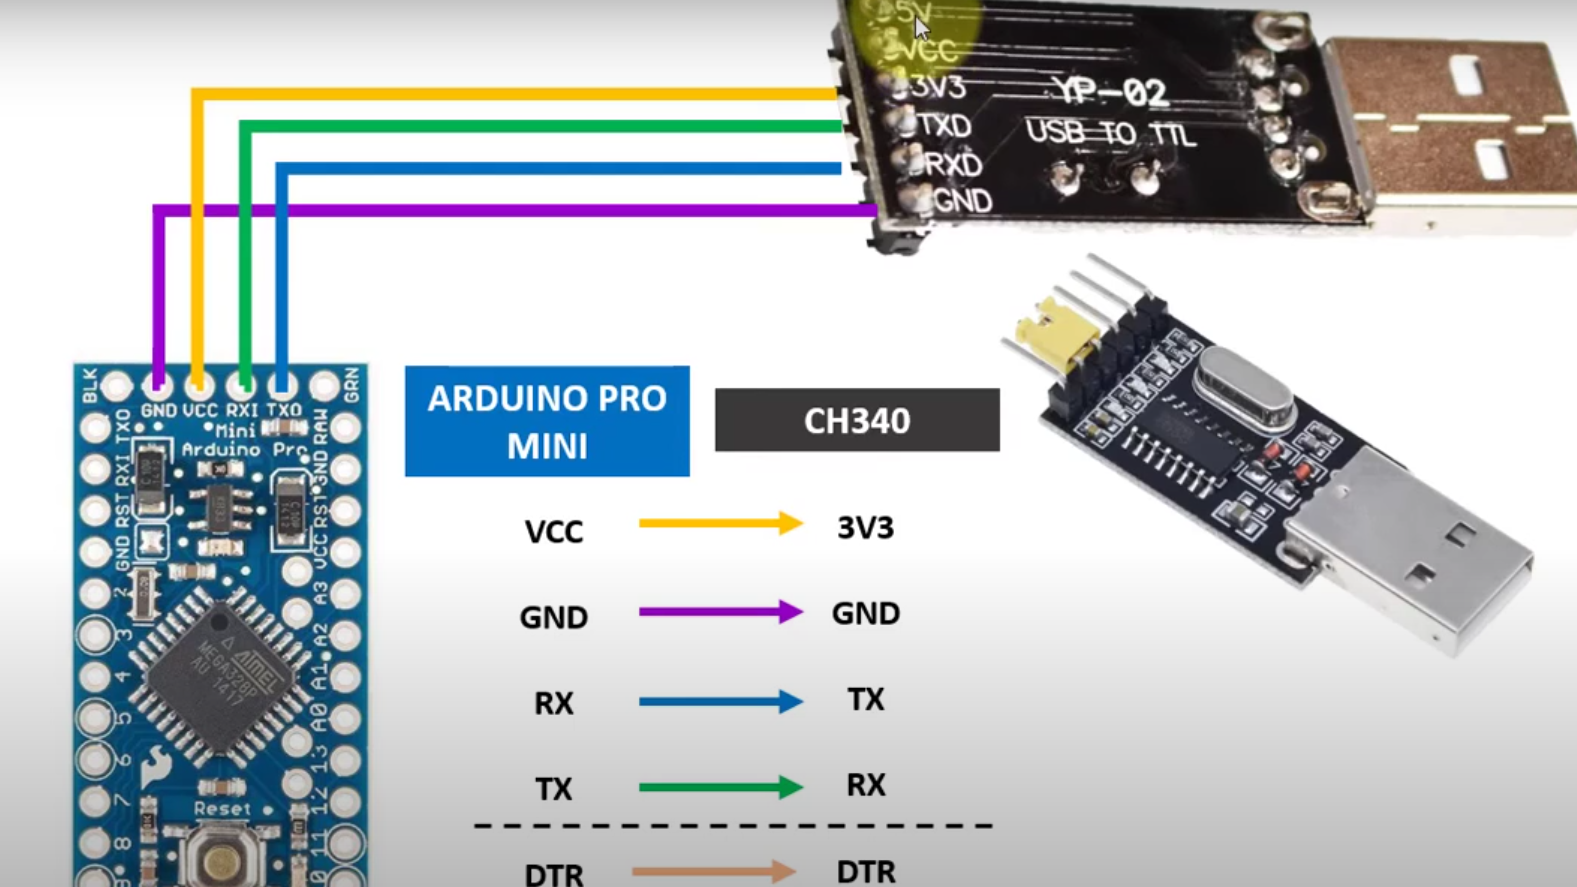 5V
VCC
3V3
TXD
RXD
GND
YP-02
USB TO TTL
BLK
GND VCC RXI TXO
GRN
Mini
Arduino Pro
TXO
RXI
RST
GND
2
3
4
5
6
7
8
RAW
GND
RST
VCC
A3
A2
A1
A0
13
12
11
ATMEL
MEGA328P
AU 1417
Reset
ARDUINO PRO
MINI
CH340
VCC 3V3
GND GND
RX TX
TX RX
DTR DTR